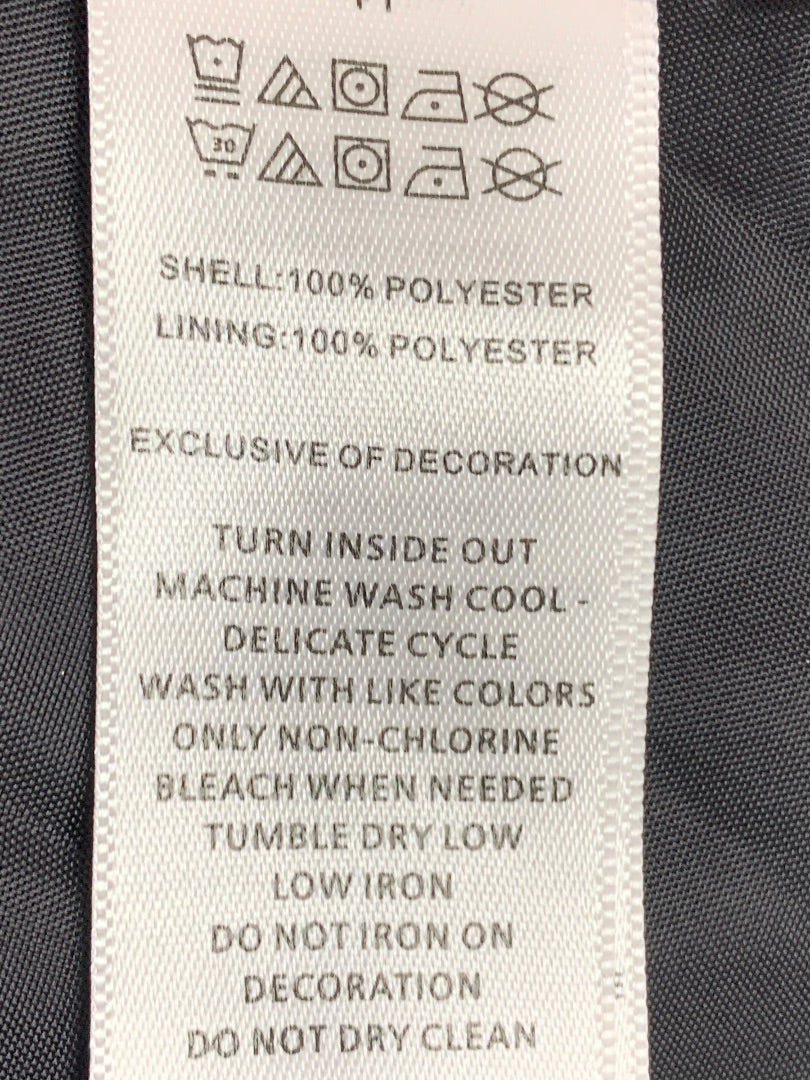 30
SHELL:100% POLYESTER
LINING:100% POLYESTER
EXCLUSIVE OF DECORATION
TURN INSIDE OUT
MACHINE WASH COOL -
DELICATE CYCLE
WASH WITH LIKE COLORS
ONLY NON-CHLORINE
BLEACH WHEN NEEDED
TUMBLE DRY LOW
LOW IRON
DO NOT IRON ON
DECORATION
DO NOT DRY CLEAN